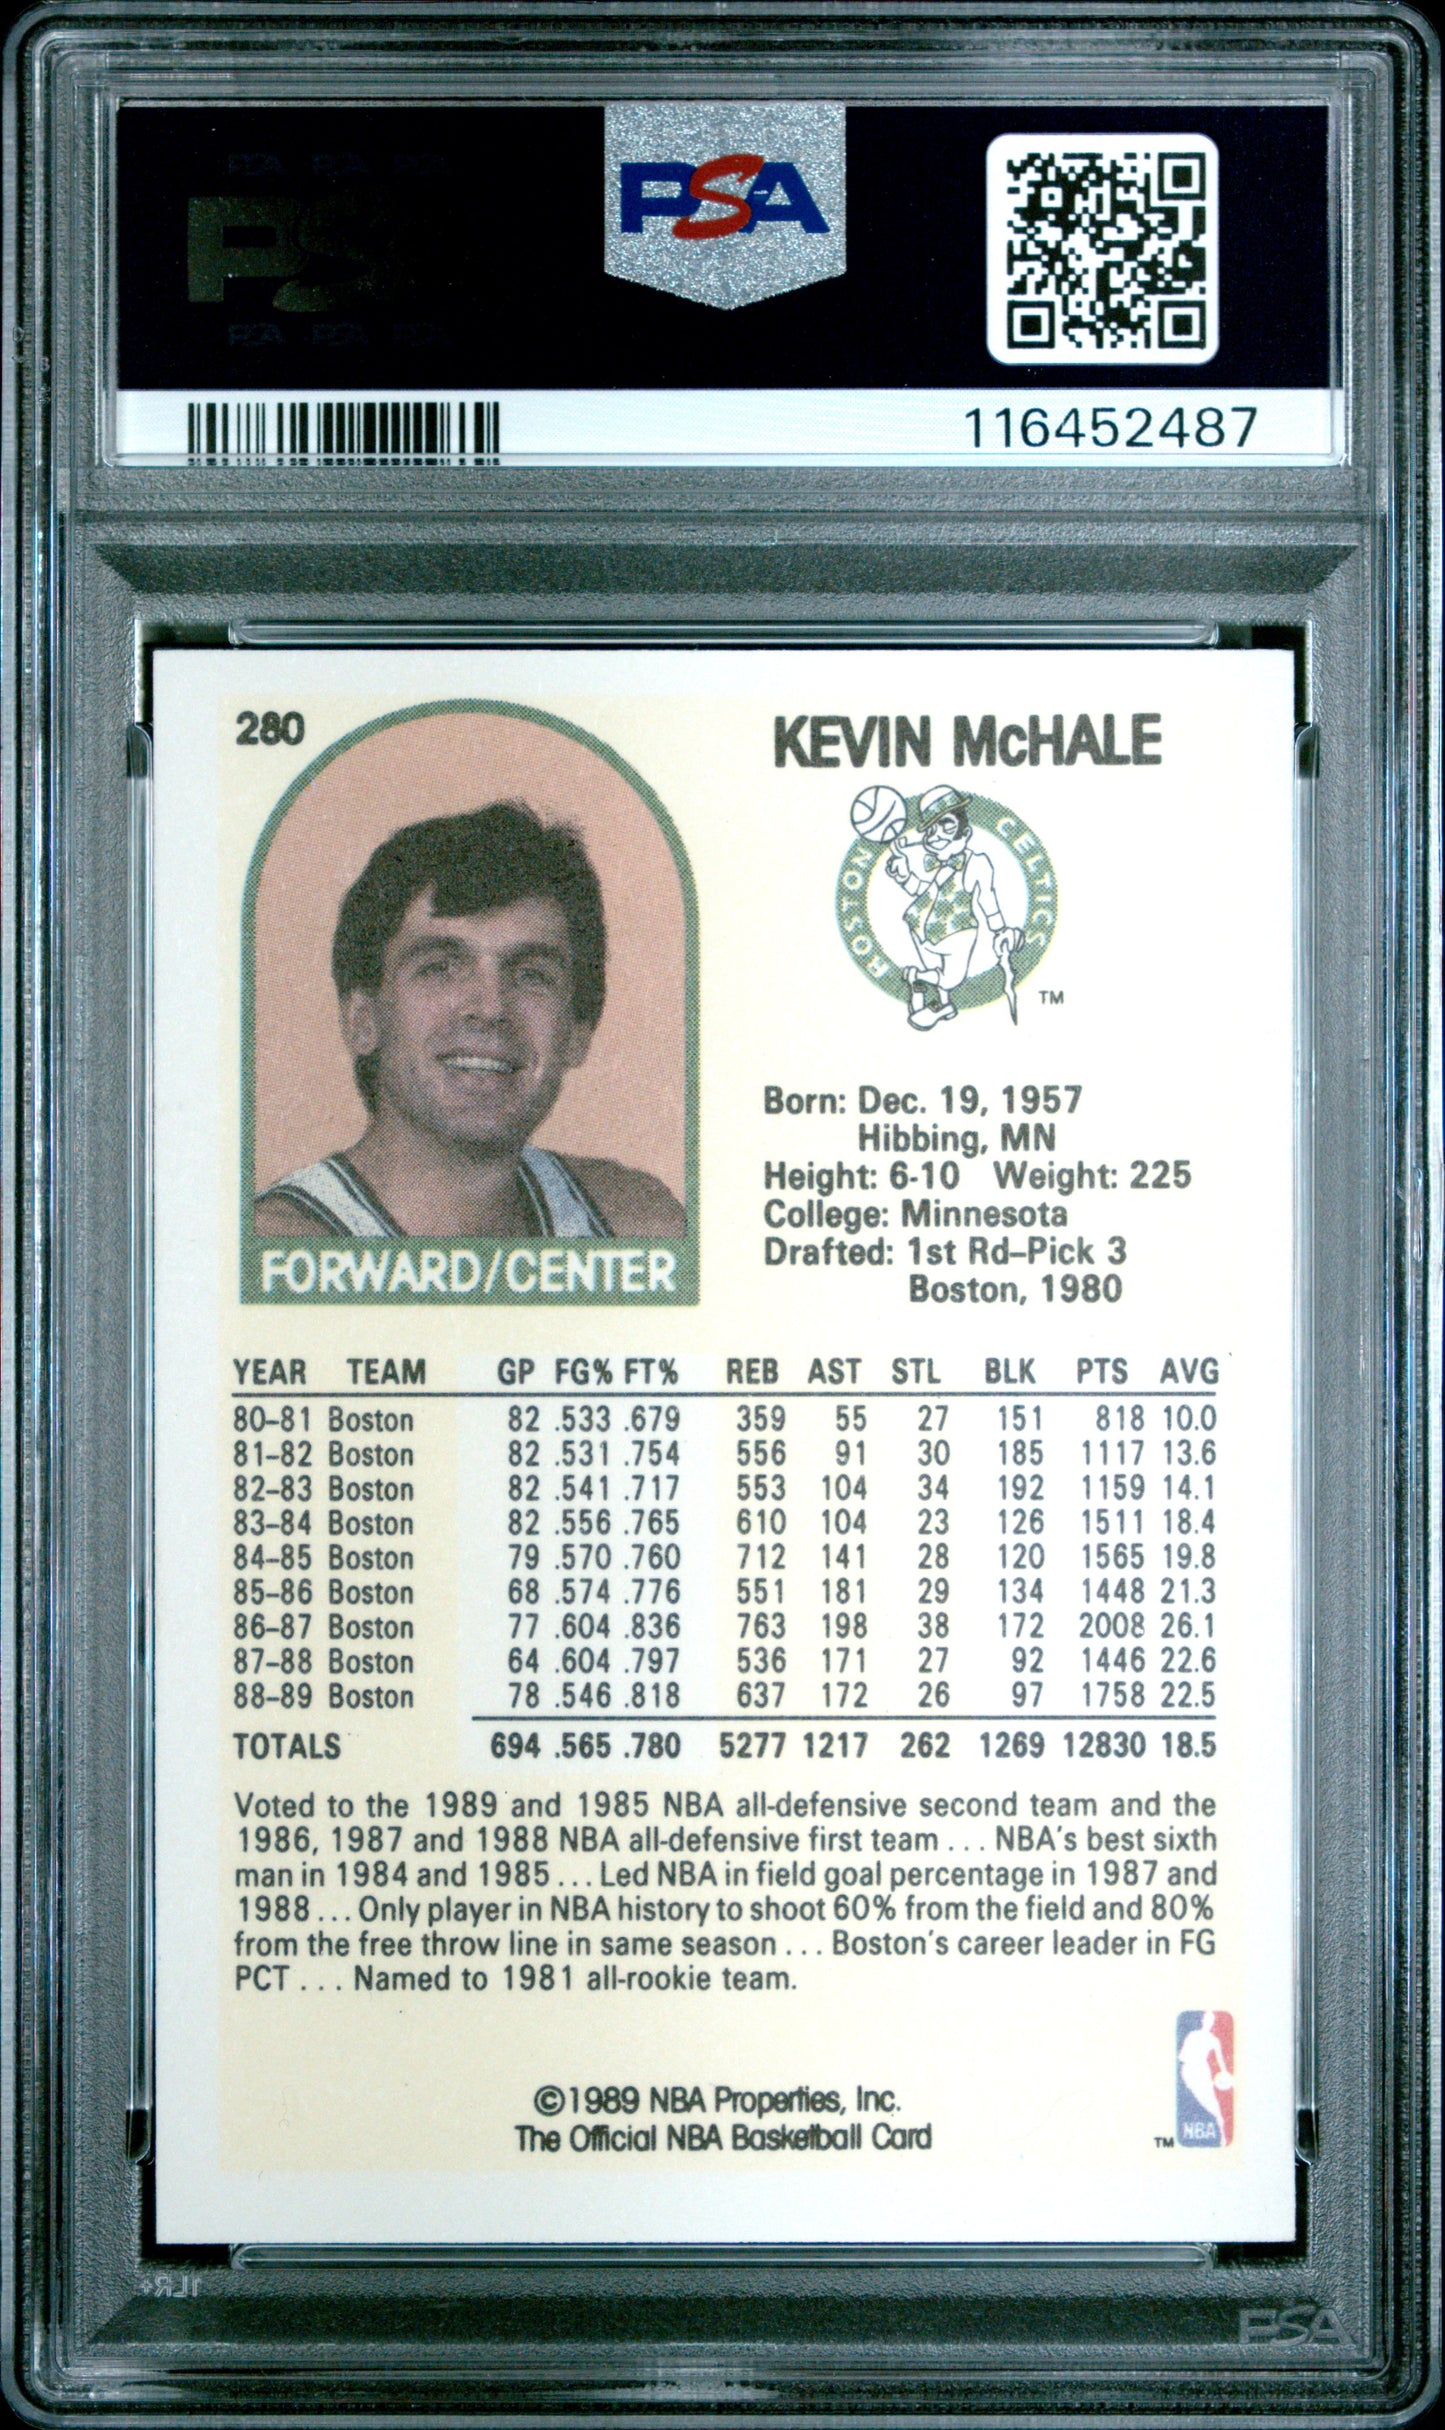 PSA
116452487
280
KEVIN McHALE
BOSTON CELTICS
TM
Born: Dec. 19, 1957
Hibbing, MN
Height: 6-10 Weight: 225
College: Minnesota
Drafted: 1st Rd–Pick 3
Boston, 1980
FORWARD/CENTER
YEAR TEAM GP FG% FT% REB AST STL BLK PTS AVG
80–81 Boston 82 .533 .679 359 55 27 151 818 10.0
81–82 Boston 82 .531 .754 556 91 30 185 1117 13.6
82–83 Boston 82 .541 .717 553 104 34 192 1159 14.1
83–84 Boston 82 .556 .765 610 104 23 126 1511 18.4
84–85 Boston 79 .570 .760 712 141 28 120 1565 19.8
85–86 Boston 68 .574 .776 551 181 29 134 1448 21.3
86–87 Boston 77 .604 .836 763 198 38 172 2008 26.1
87–88 Boston 64 .604 .797 536 171 27 92 1446 22.6
88–89 Boston 78 .546 .818 637 172 26 97 1758 22.5
TOTALS 694 .565 .780 5277 1217 262 1269 12830 18.5
Voted to the 1989 and 1985 NBA all-defensive second team and the
1986, 1987 and 1988 NBA all-defensive first team ... NBA's best sixth
man in 1984 and 1985 ... Led NBA in field goal percentage in 1987 and
1988 ... Only player in NBA history to shoot 60% from the field and 80%
from the free throw line in same season ... Boston's career leader in FG
PCT ... Named to 1981 all-rookie team.
©1989 NBA Properties, Inc.
The Official NBA Basketball Card
TM NBA
PSA